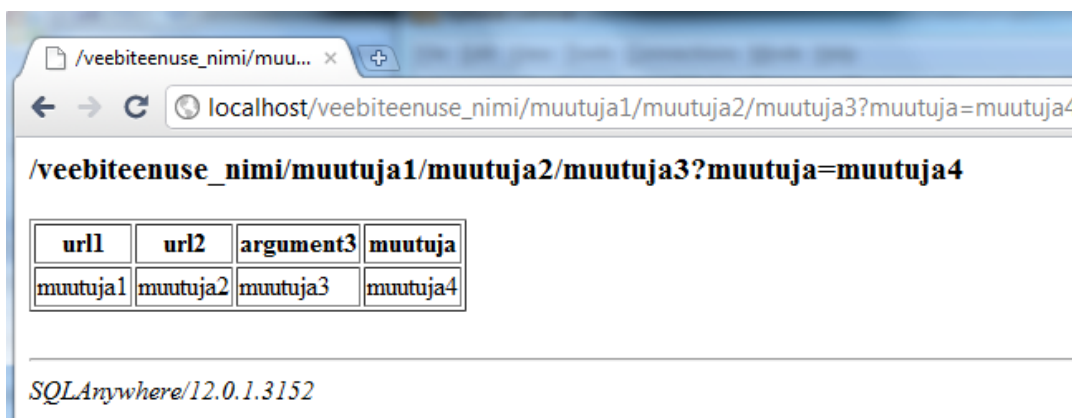 /veebiteenuse_nimi/muu...
localhost/veebiteenuse_nimi/muutuja1/muutuja2/muutuja3?muutuja=muutuja4
/veebiteenuse_nimi/muutuja1/muutuja2/muutuja3?muutuja=muutuja4
url1 url2 argument3 muutuja
muutuja1 muutuja2 muutuja3 muutuja4
SQLAnywhere/12.0.1.3152